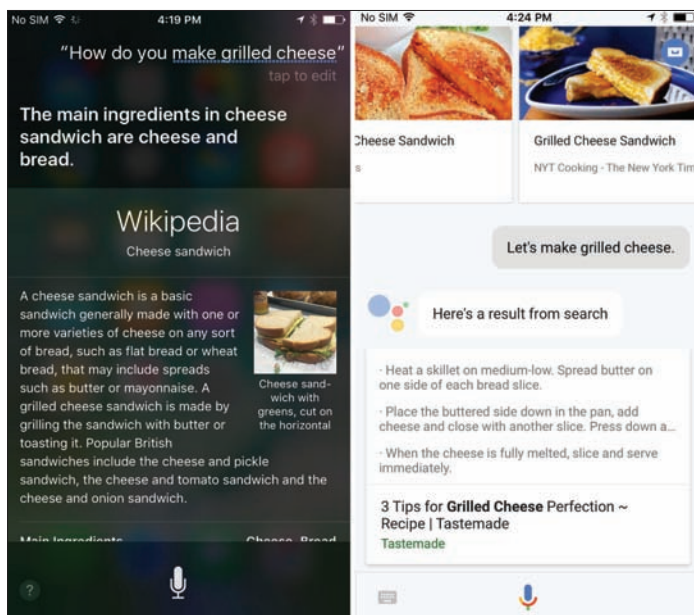 No SIM 4:19 PM
“How do you make grilled cheese”
tap to edit
The main ingredients in cheese
sandwich are cheese and
bread.
Wikipedia
Cheese sandwich
A cheese sandwich is a basic
sandwich generally made with one or
more varieties of cheese on any sort
of bread, such as flat bread or wheat
bread, that may include spreads
such as butter or mayonnaise. A
grilled cheese sandwich is made by
grilling the sandwich with butter or
toasting it. Popular British
sandwiches include the cheese and pickle
sandwich, the cheese and tomato sandwich and the
cheese and onion sandwich.
Cheese sand-
wich with
greens, cut on
the horizontal
Main Ingredients Cheese, Bread
?
No SIM 4:24 PM
Cheese Sandwich
s
Grilled Cheese Sandwich
NYT Cooking - The New York Tim
Let's make grilled cheese.
Here's a result from search
· Heat a skillet on medium-low. Spread butter on
one side of each bread slice.
· Place the buttered side down in the pan, add
cheese and close with another slice. Press down a...
· When the cheese is fully melted, slice and serve
immediately.
3 Tips for Grilled Cheese Perfection ~
Recipe | Tastemade
Tastemade